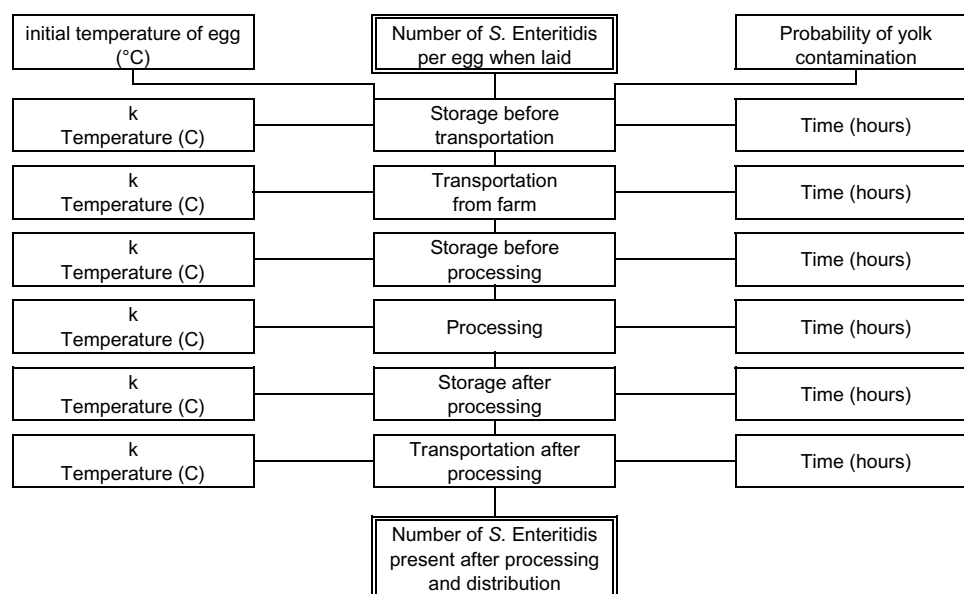 initial temperature of egg
(°C)
Number of S. Enteritidis
per egg when laid
Probability of yolk
contamination
k
Temperature (C)
Storage before
transportation
Time (hours)
k
Temperature (C)
Transportation
from farm
Time (hours)
k
Temperature (C)
Storage before
processing
Time (hours)
k
Temperature (C)
Processing
Time (hours)
k
Temperature (C)
Storage after
processing
Time (hours)
k
Temperature (C)
Transportation after
processing
Time (hours)
Number of S. Enteritidis
present after processing
and distribution